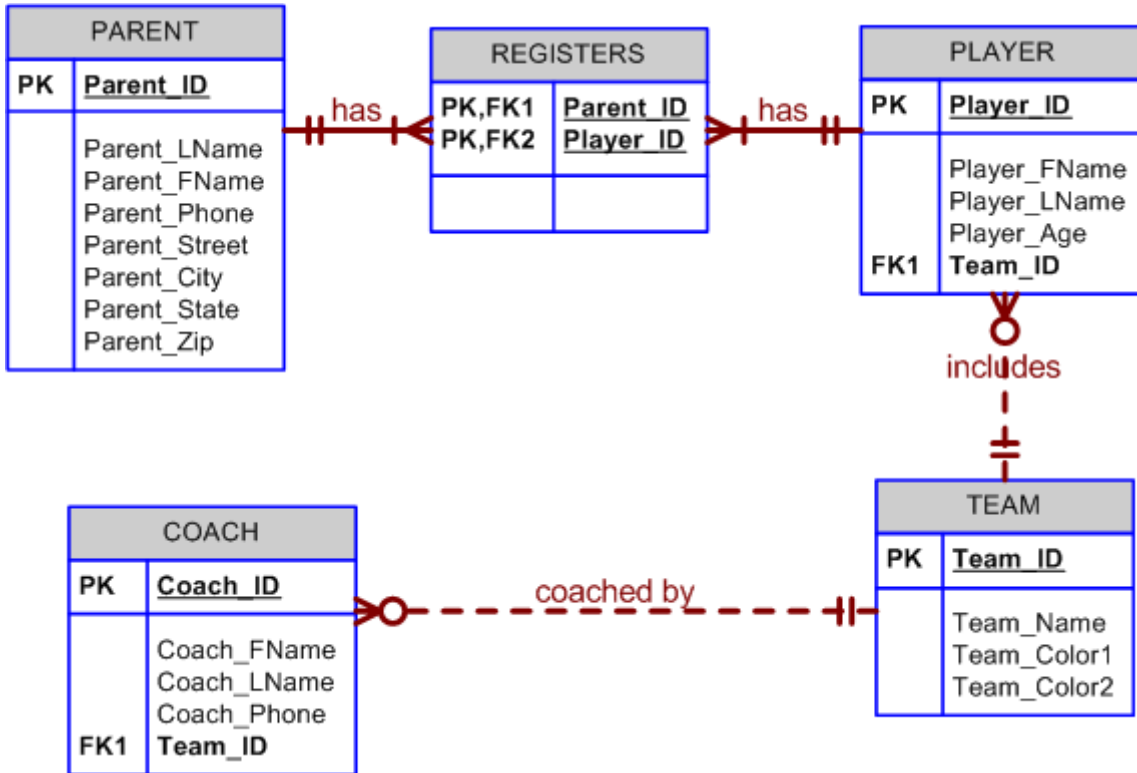 PARENT
PK Parent_ID
Parent_LName
Parent_FName
Parent_Phone
Parent_Street
Parent_City
Parent_State
Parent_Zip
has
REGISTERS
PK,FK1 Parent_ID
PK,FK2 Player_ID
has
PLAYER
PK Player_ID
Player_FName
Player_LName
Player_Age
FK1 Team_ID
includes
TEAM
PK Team_ID
Team_Name
Team_Color1
Team_Color2
coached by
COACH
PK Coach_ID
Coach_FName
Coach_LName
Coach_Phone
FK1 Team_ID